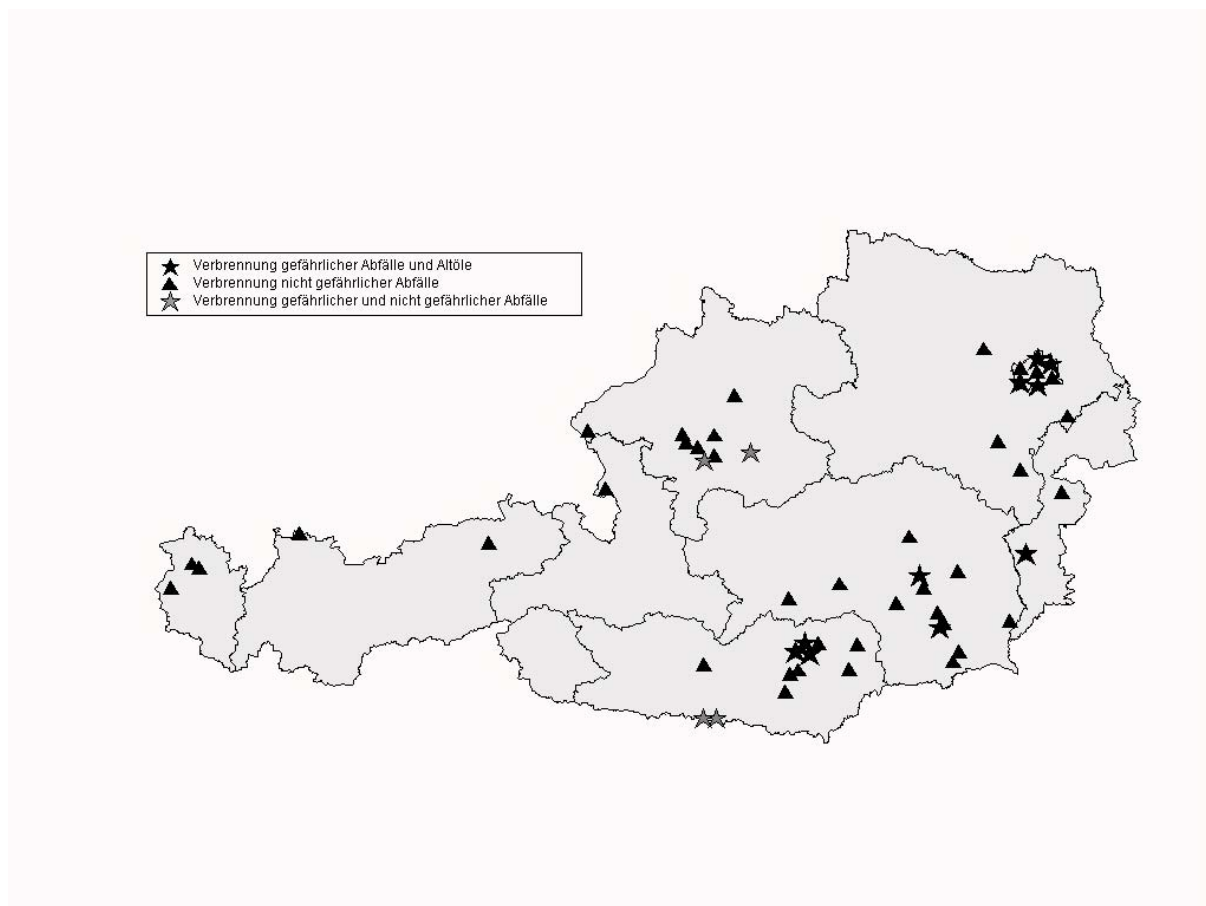 Verbrennung gefährlicher Abfälle und Altöle
Verbrennung nicht gefährlicher Abfälle
Verbrennung gefährlicher und nicht gefährlicher Abfälle